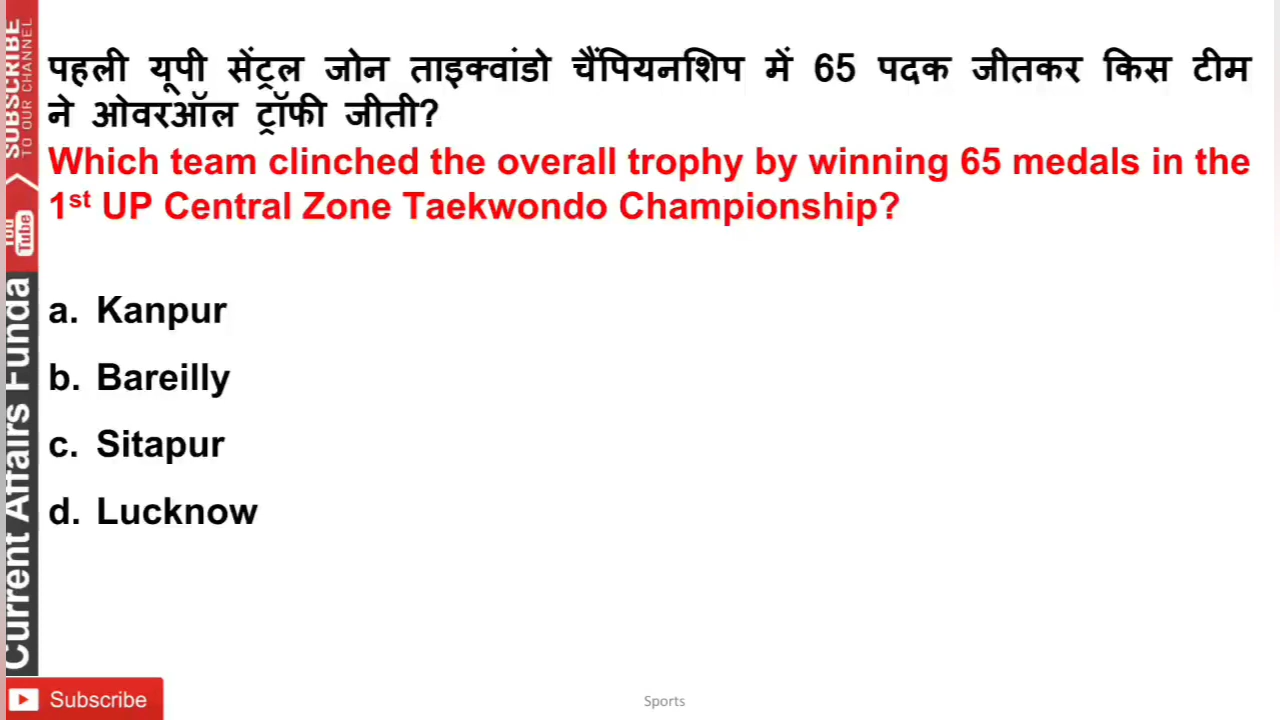 पहली यूपी सेंट्रल जोन ताइक्वांडो चैंपियनशिप में 65 पदक जीतकर किस टीम
ने ओवरऑल ट्रॉफी जीती?
Which team clinched the overall trophy by winning 65 medals in the
1st UP Central Zone Taekwondo Championship?
a. Kanpur
b. Bareilly
c. Sitapur
d. Lucknow
SUBSCRIBE
TO OUR CHANNEL
You
Tube
Current Affairs Funda
Subscribe
Sports